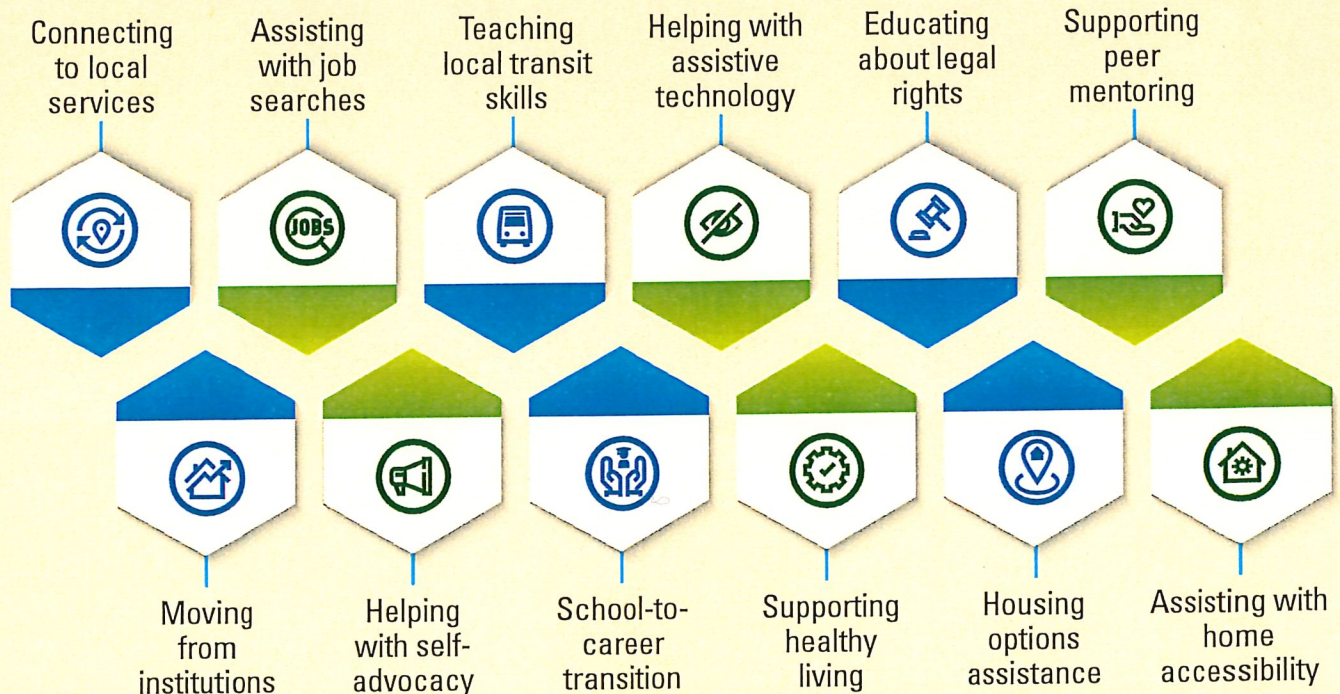 Connecting
to local
services
Assisting
with job
searches
Teaching
local transit
skills
Helping with
assistive
technology
Educating
about legal
rights
Supporting
peer
mentoring
JOBS
Moving
from
institutions
Helping
with self-
advocacy
School-to-
career
transition
Supporting
healthy
living
Housing
options
assistance
Assisting with
home
accessibility